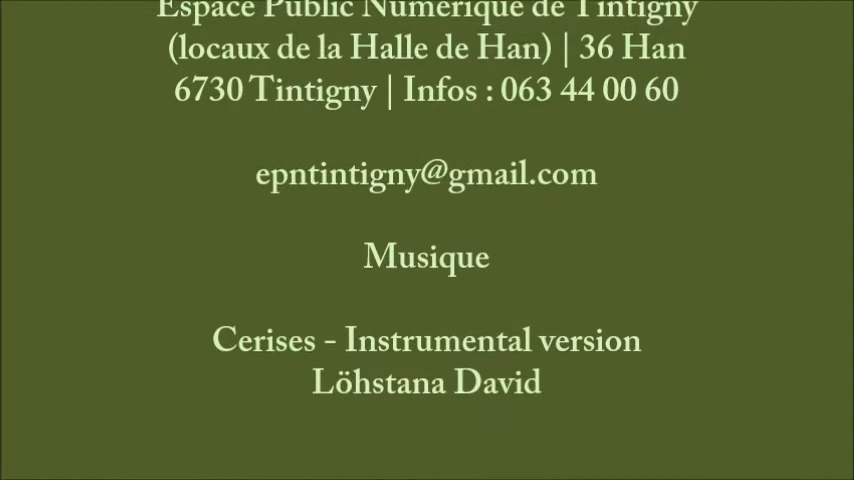 Espace Public Numérique de Tintigny
(locaux de la Halle de Han) | 36 Han
6730 Tintigny | Infos : 063 44 00 60
epntintigny@gmail.com
Musique
Cerises - Instrumental version
Löhstana David